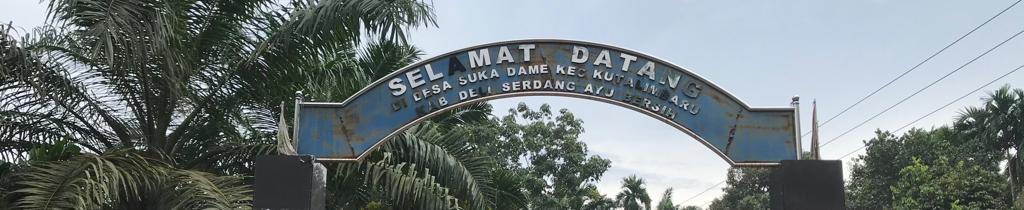 SELAMAT DATANG
DI DESA SUKA DAME KEC KUTALIMBARU
KAB DELI SERDANG AYO BERSIH